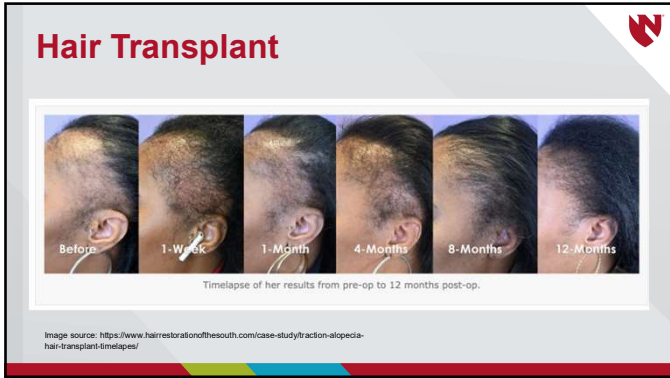 Hair Transplant
Before
1-Week
1-Month
4-Months
8-Months
12-Months
Timelapse of her results from pre-op to 12 months post-op.
Image source: https://www.hairrestorationofthesouth.com/case-study/traction-alopecia-
hair-transplant-timelapes/